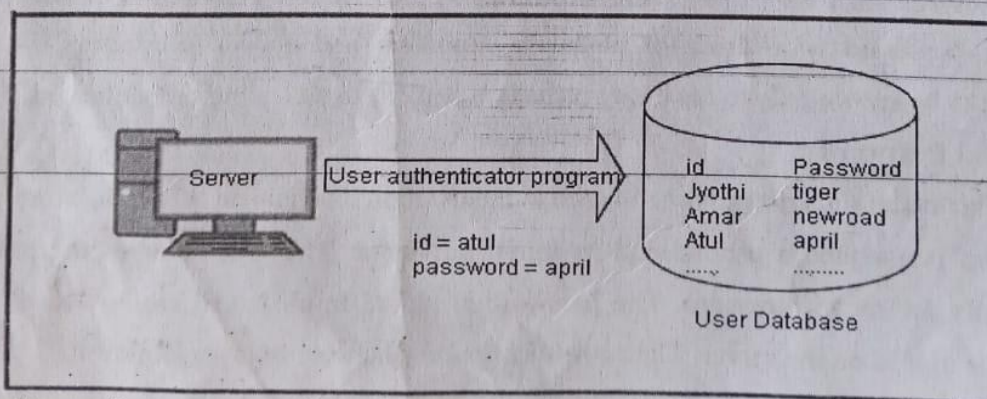 Server
User authenticator program
id = atul
password = april
id Password
Jyothi tiger
Amar newroad
Atul april
...... ........
User Database